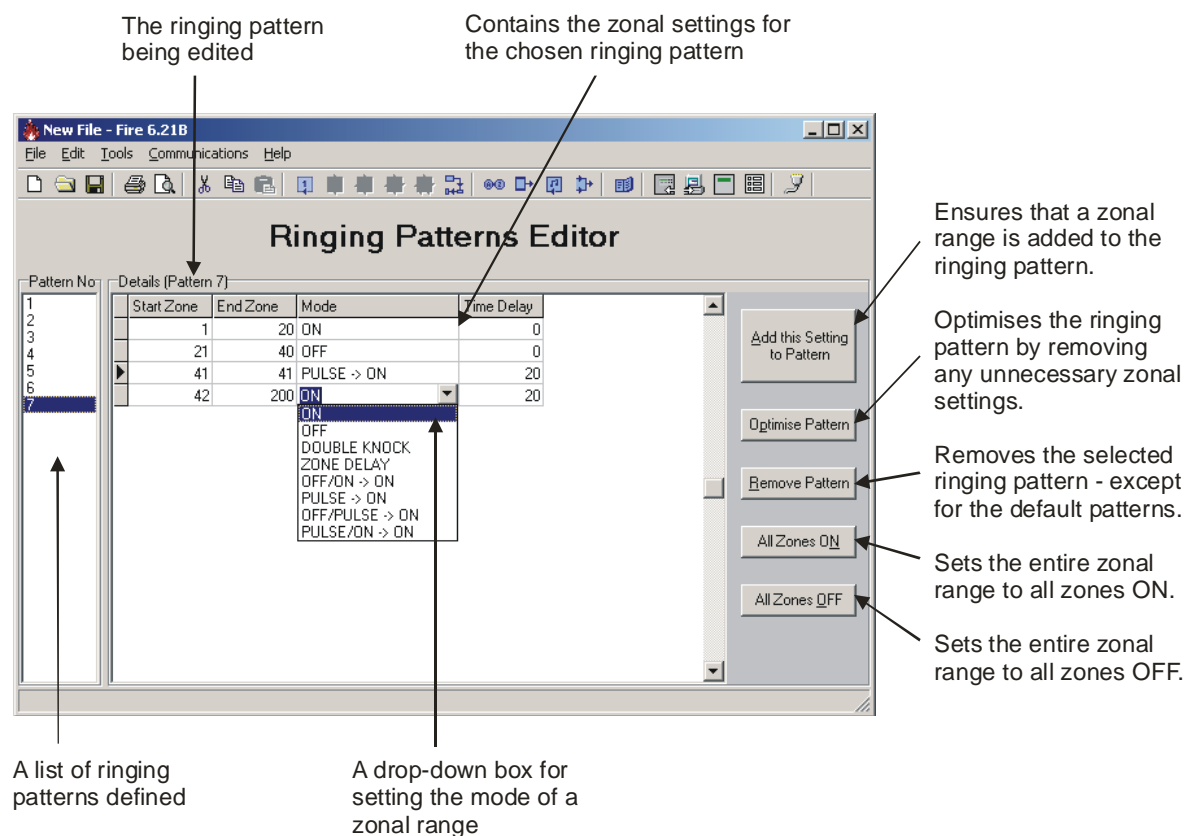 The ringing pattern
being edited
Contains the zonal settings for
the chosen ringing pattern
New File - Fire 6.21B
File Edit Tools Communications Help
Ringing Patterns Editor
Pattern No
1
2
3
4
5
6
7
Details (Pattern 7)
Start Zone End Zone Mode Time Delay
1 20 ON 0
21 40 OFF 0
41 41 PULSE -> ON 20
42 200 ON 20
ON
OFF
DOUBLE KNOCK
ZONE DELAY
OFF/ON -> ON
PULSE -> ON
OFF/PULSE -> ON
PULSE/ON -> ON
Add this Setting
to Pattern
Optimise Pattern
Remove Pattern
All Zones ON
All Zones OFF
Ensures that a zonal
range is added to the
ringing pattern.
Optimises the ringing
pattern by removing
any unnecessary zonal
settings.
Removes the selected
ringing pattern - except
for the default patterns.
Sets the entire zonal
range to all zones ON.
Sets the entire zonal
range to all zones OFF.
A list of ringing
patterns defined
A drop-down box for
setting the mode of a
zonal range